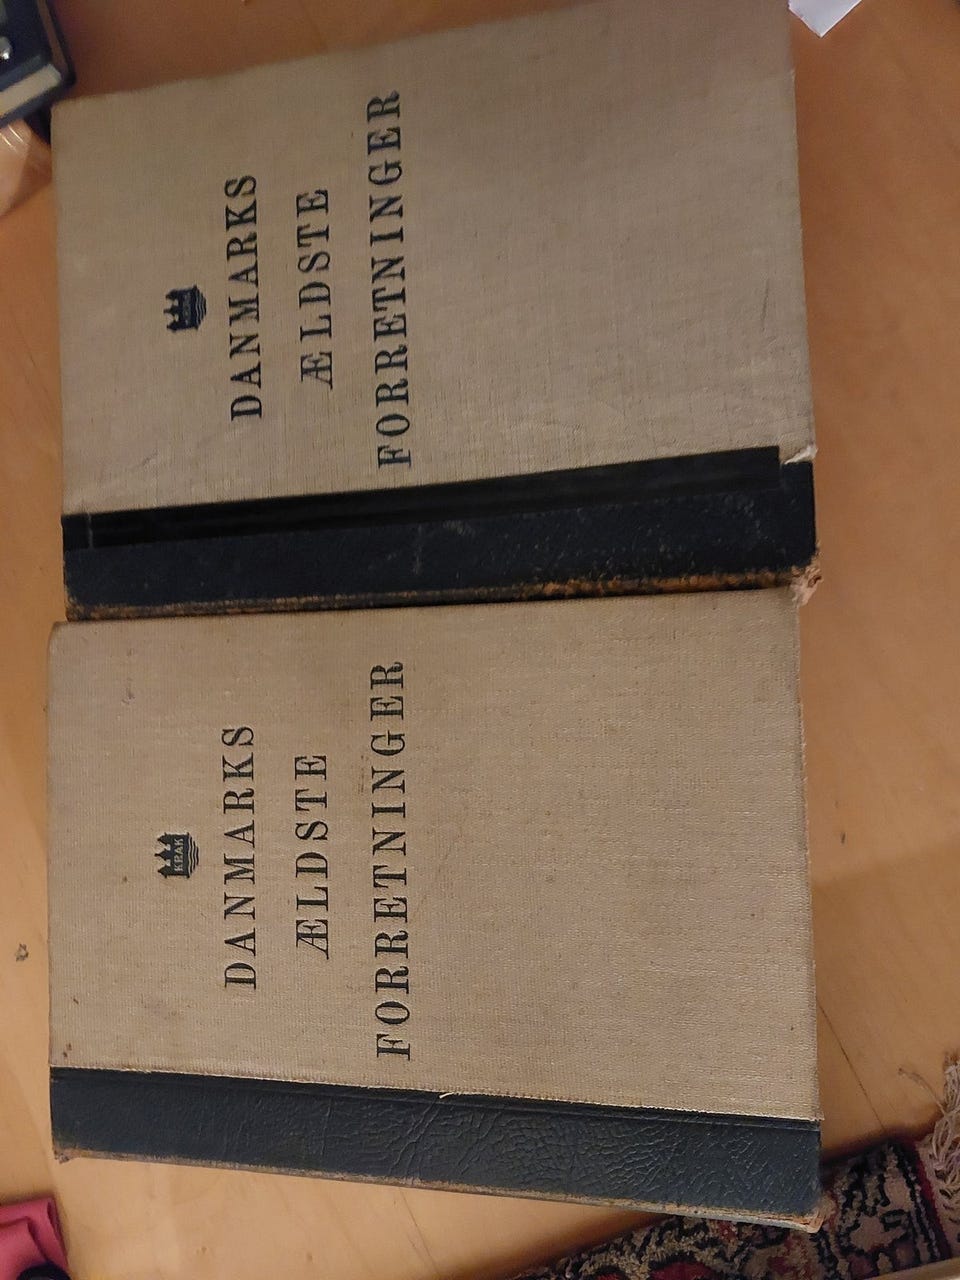 DANMARKS
ÆLDSTE
FORRETNINGER
KRAK
DANMARKS
ÆLDSTE
FORRETNINGER